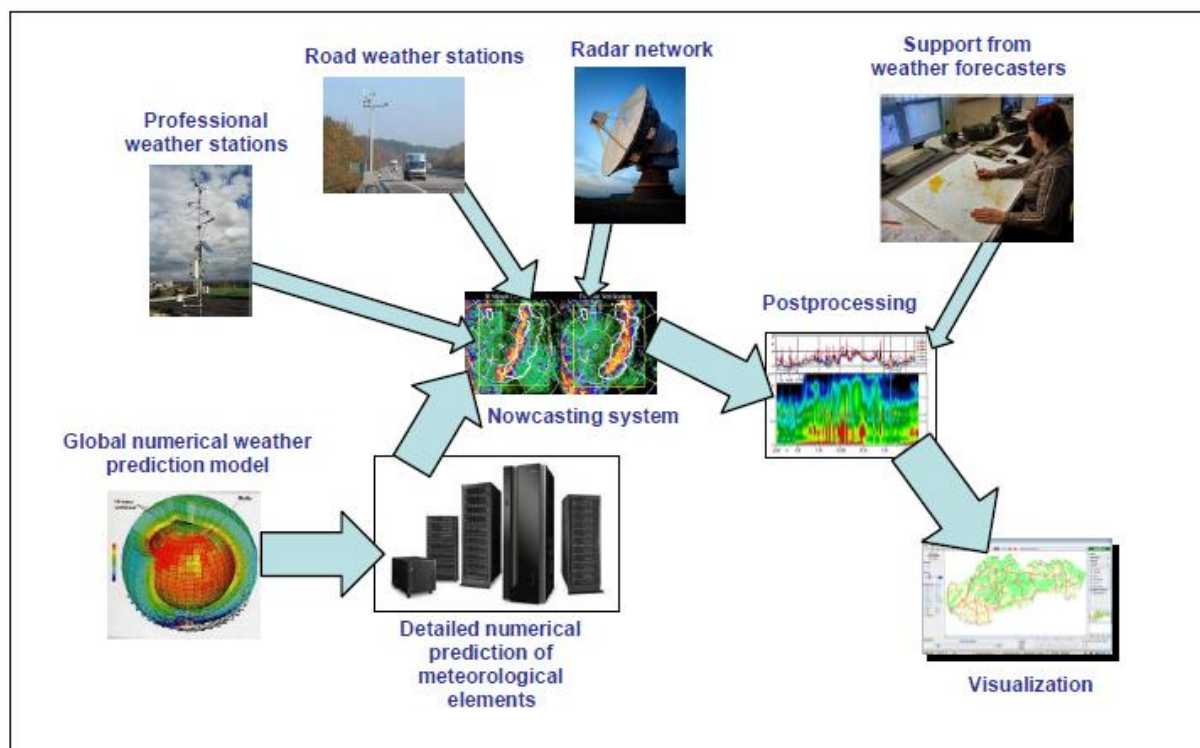 Road weather stations
Radar network
Support from
weather forecasters
Professional
weather stations
Postprocessing
Nowcasting system
Global numerical weather
prediction model
Detailed numerical
prediction of
meteorological
elements
Visualization